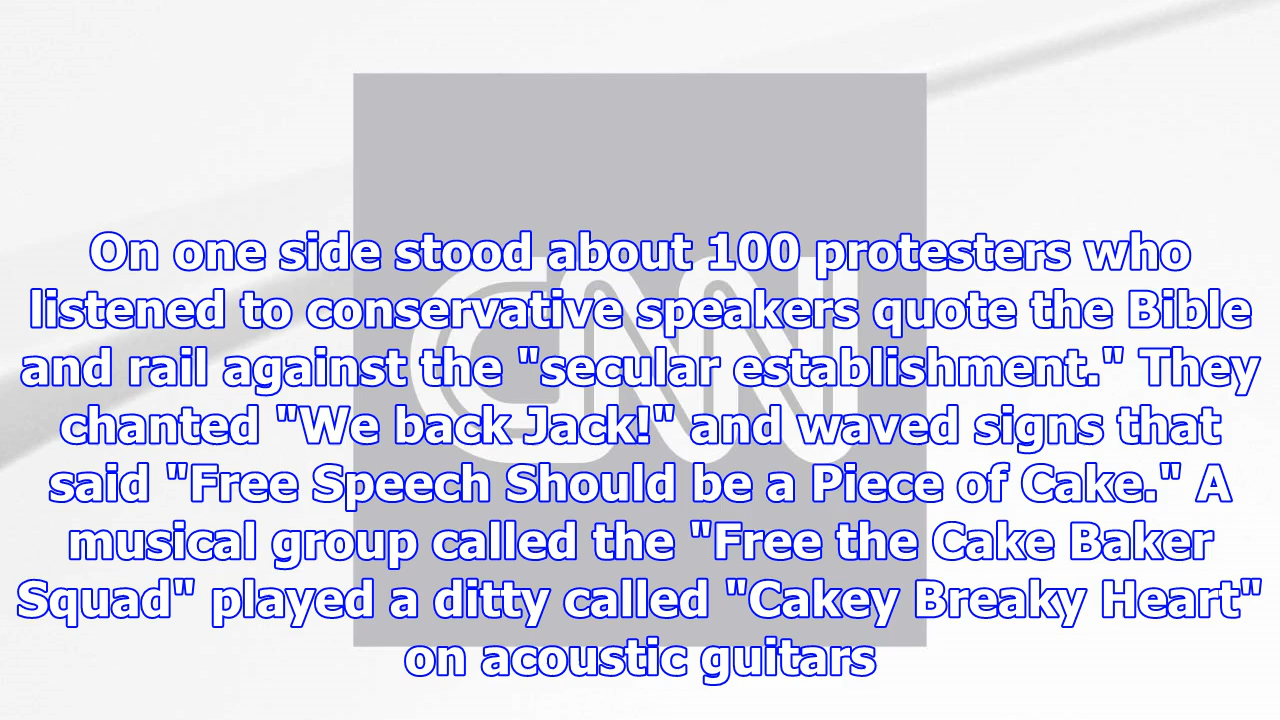 CNN
On one side stood about 100 protesters who
listened to conservative speakers quote the Bible
and rail against the "secular establishment." They
chanted "We back Jack!" and waved signs that
said "Free Speech Should be a Piece of Cake." A
musical group called the "Free the Cake Baker
Squad" played a ditty called "Cakey Breaky Heart"
on acoustic guitars